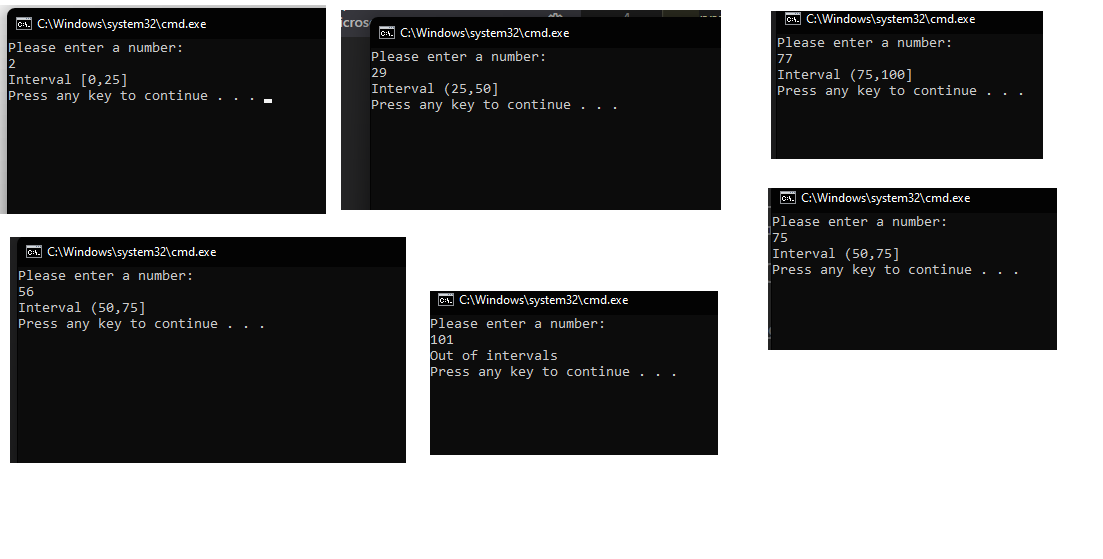 C:\Windows\system32\cmd.exe
Please enter a number:
2
Interval [0,25]
Press any key to continue . . .
icros
C:\Windows\system32\cmd.exe
Please enter a number:
29
Interval (25,50]
Press any key to continue . . .
C:\Windows\system32\cmd.exe
Please enter a number:
77
Interval (75,100]
Press any key to continue . . .
C:\Windows\system32\cmd.exe
Please enter a number:
75
Interval (50,75]
Press any key to continue . . .
C:\Windows\system32\cmd.exe
Please enter a number:
56
Interval (50,75]
Press any key to continue . . .
C:\Windows\system32\cmd.exe
Please enter a number:
101
Out of intervals
Press any key to continue . . .